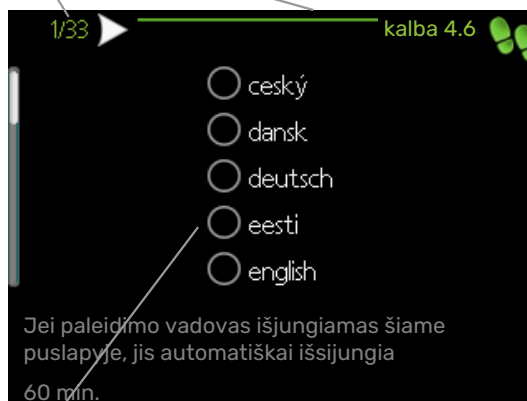 1/33
kalba 4.6
ceský
dansk
deutsch
eesti
english
Jei paleidimo vadovas išjungiamas šiame
puslapyje, jis automatiškai išsijungia
60 min.